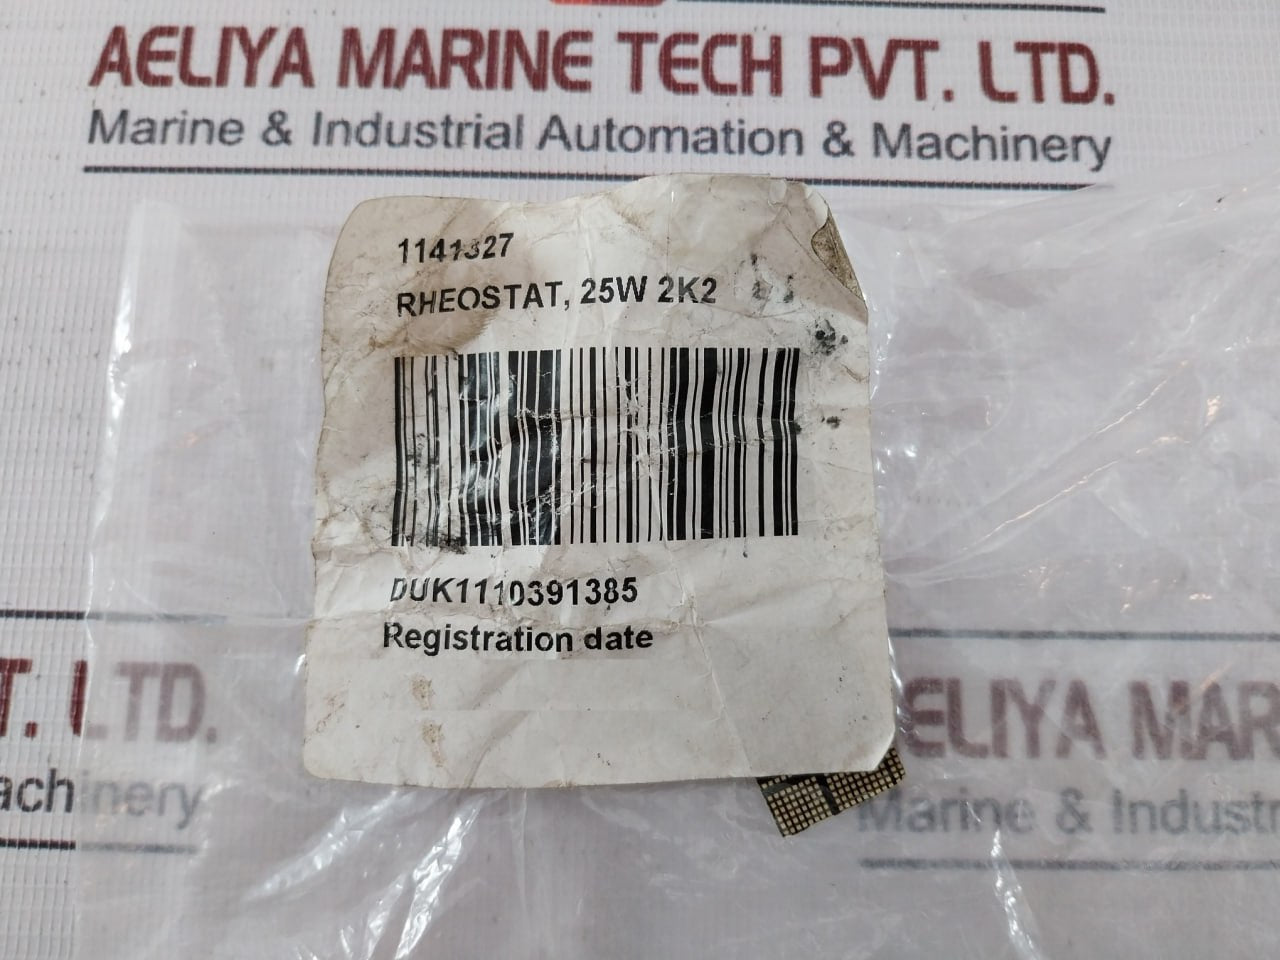 AELIYA MARINE TECH PVT. LTD.
Marine & Industrial Automation & Machinery
1141327
RHEOSTAT, 25W 2K2
DUK1110391385
Registration date
T. LTD.
achinery
ELIYA MAR
Marine & Industr